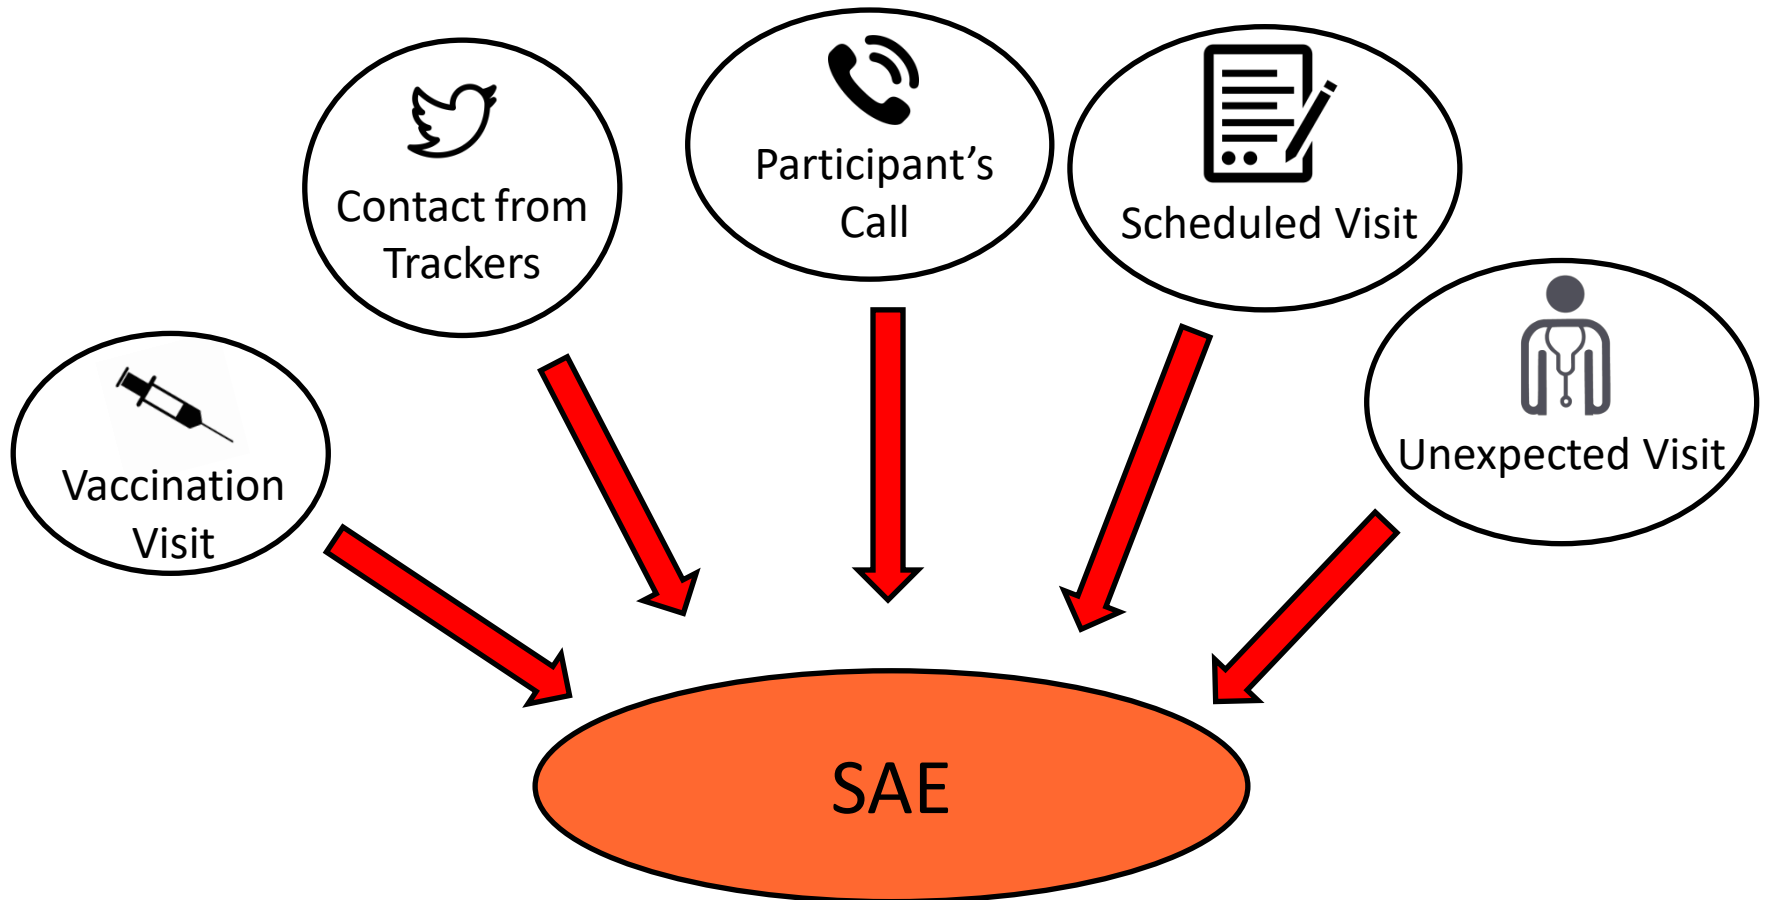 Vaccination
Visit
Contact from
Trackers
Participant’s
Call
Scheduled Visit
Unexpected Visit
SAE